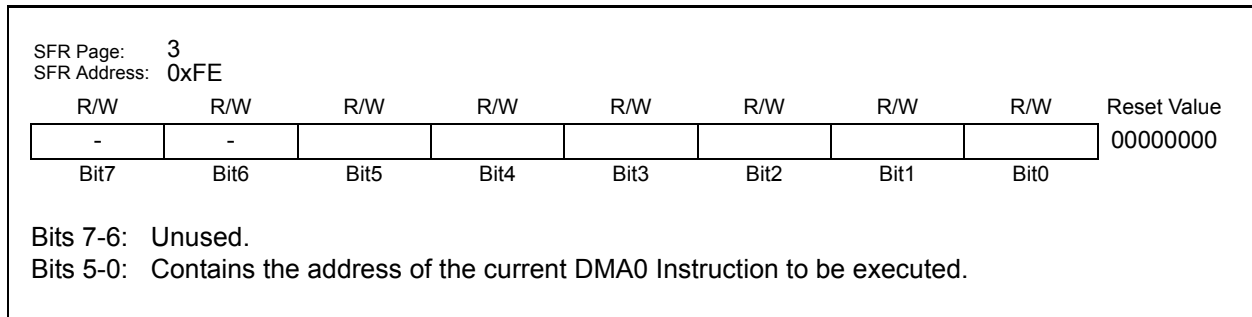 SFR Page: 3
SFR Address: 0xFE
R/W R/W R/W R/W R/W R/W R/W R/W Reset Value
- - 00000000
Bit7 Bit6 Bit5 Bit4 Bit3 Bit2 Bit1 Bit0
Bits 7-6: Unused.
Bits 5-0: Contains the address of the current DMA0 Instruction to be executed.